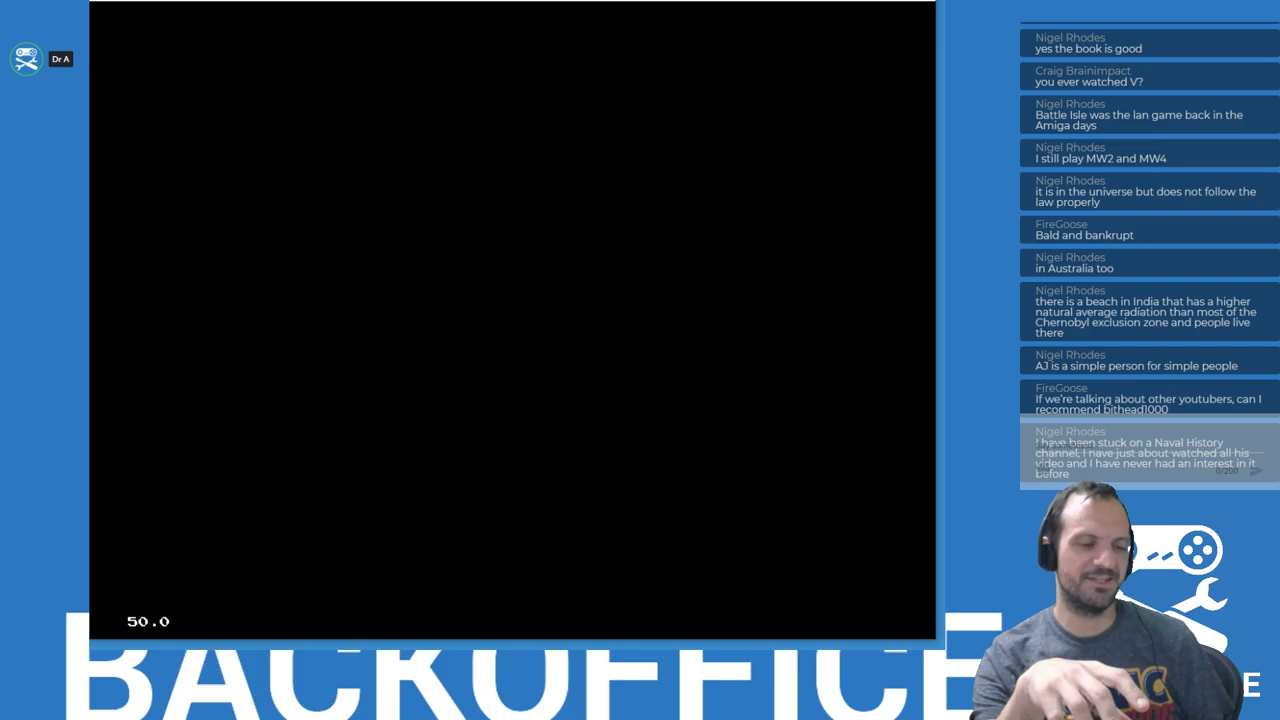 Dr A
50.0
Nigel Rhodes
yes the book is good
Craig Brainimpact
you ever watched V?
Nigel Rhodes
Battle Isle was the lan game back in the
Amiga days
Nigel Rhodes
I still play MW2 and MW4
Nigel Rhodes
it is in the universe but does not follow the
law properly
FireGoose
Bald and bankrupt
Nigel Rhodes
in Australia too
Nigel Rhodes
there is a beach in India that has a higher
natural average radiation than most of the
Chernobyl exclusion zone and people live
there
Nigel Rhodes
AJ is a simple person for simple people
FireGoose
If we're talking about other youtubers, can I
recommend bithead1000
Nigel Rhodes
I have been stuck on a Naval History
channel, I have just about watched all his
video and I have never had an interest in it
before
0/200
BACKOFFICE
E